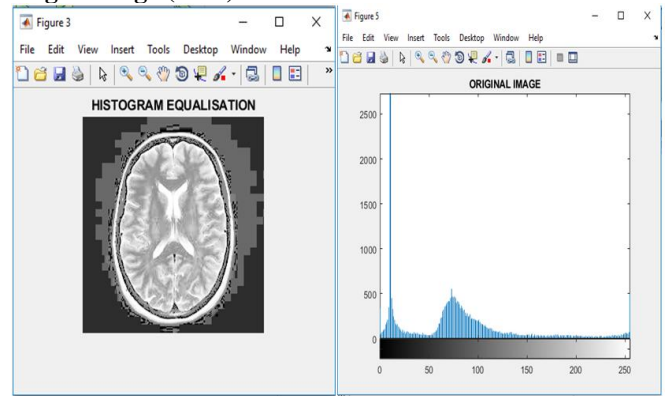 Figure 3
File Edit View Insert Tools Desktop Window Help
HISTOGRAM EQUALISATION
Figure 5
File Edit View Insert Tools Desktop Window Help
ORIGINAL IMAGE
2500
2000
1500
1000
500
0
0 50 100 150 200 250